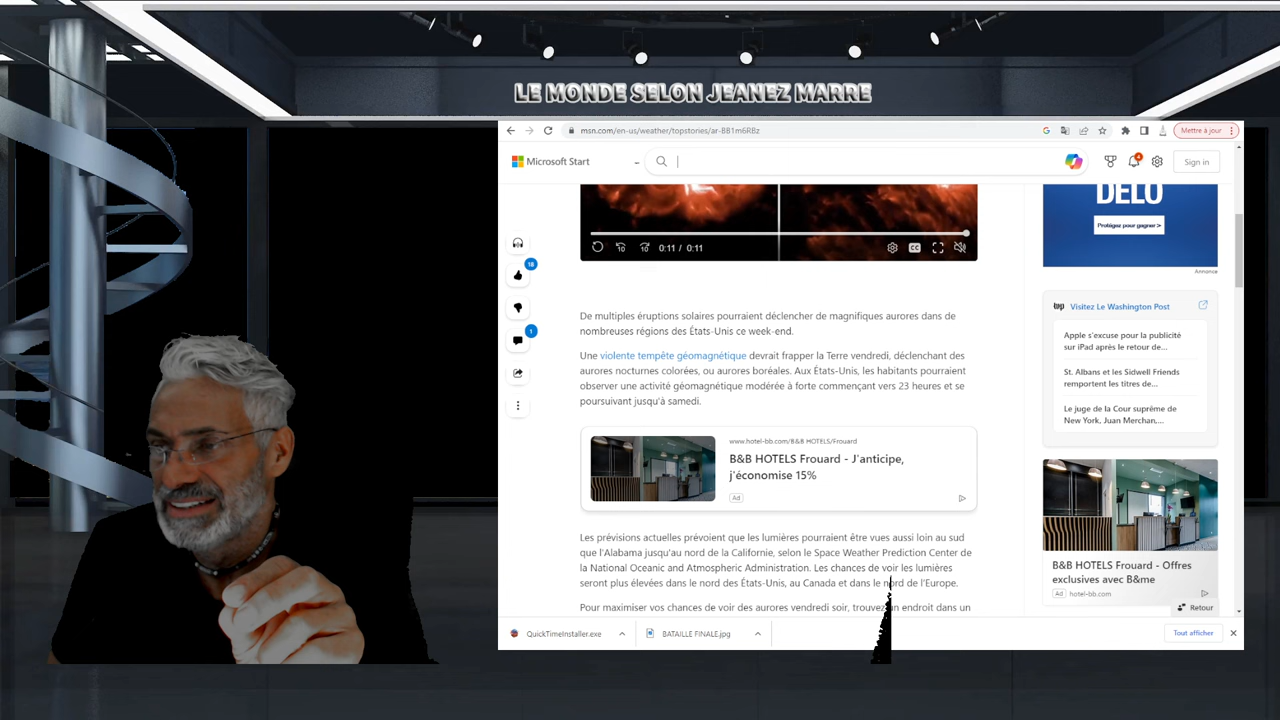 LE MONDE SELON JEANEZ MARRE
msn.com/en-us/weather/topstories/ar-BB1m6RBz
Mettre à jour
Microsoft Start
4
Sign in
10
10
0:11 / 0:11
CC
18
1
DELO
Protégez pour gagner >
Annonce
De multiples éruptions solaires pourraient déclencher de magnifiques aurores dans de
nombreuses régions des États-Unis ce week-end.
Une violente tempête géomagnétique devrait frapper la Terre vendredi, déclenchant des
aurores nocturnes colorées, ou aurores boréales. Aux États-Unis, les habitants pourraient
observer une activité géomagnétique modérée à forte commençant vers 23 heures et se
poursuivant jusqu'à samedi.
wp Visitez Le Washington Post
Apple s'excuse pour la publicité
sur iPad après le retour de...
St. Albans et les Sidwell Friends
remportent les titres de...
Le juge de la Cour suprême de
New York, Juan Merchan,...
www.hotel-bb.com/B&B HOTELS/Frouard
B&B HOTELS Frouard - J'anticipe,
j'économise 15%
Ad
Les prévisions actuelles prévoient que les lumières pourraient être vues aussi loin au sud
que l'Alabama jusqu'au nord de la Californie, selon le Space Weather Prediction Center de
la National Oceanic and Atmospheric Administration. Les chances de voir les lumières
seront plus élevées dans le nord des États-Unis, au Canada et dans le nord de l'Europe.
Pour maximiser vos chances de voir des aurores vendredi soir, trouvez un endroit dans un
B&B HOTELS Frouard - Offres
exclusives avec B&me
Ad hotel-bb.com
Retour
QuickTimeInstaller.exe
BATAILLE FINALE.jpg
Tout afficher